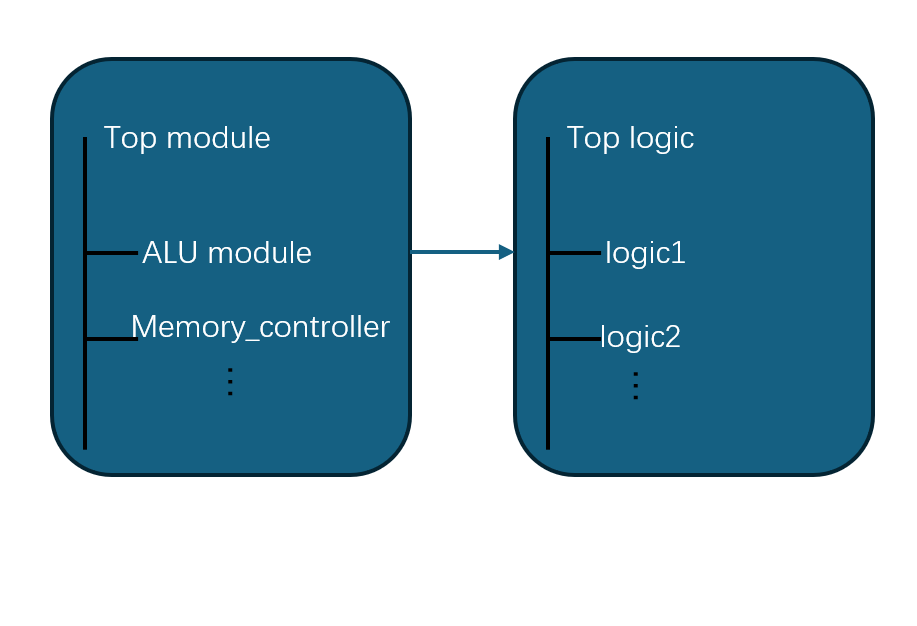 Top module
ALU module
Memory_controller
Top logic
logic1
logic2